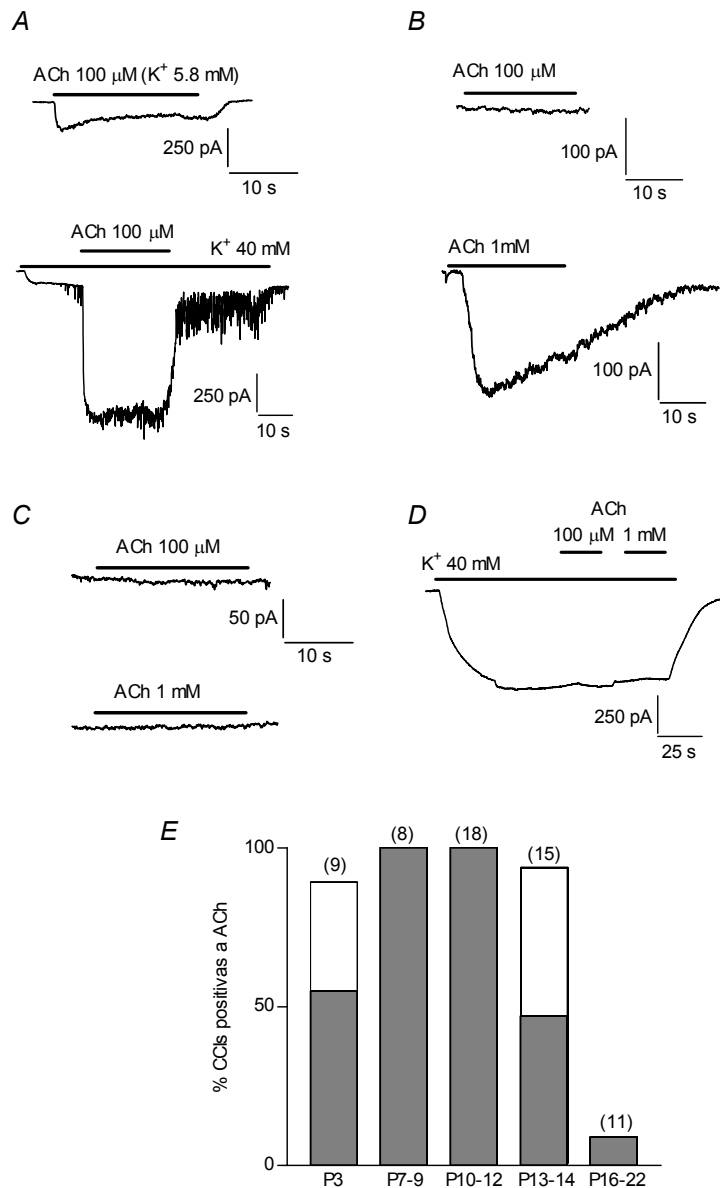 A
ACh 100 μM (K⁺ 5.8 mM)
250 pA
10 s
ACh 100 μM
K⁺ 40 mM
250 pA
10 s
B
ACh 100 μM
100 pA
10 s
ACh 1mM
100 pA
10 s
C
ACh 100 μM
50 pA
10 s
ACh 1 mM
D
ACh
100 μM 1 mM
K⁺ 40 mM
250 pA
25 s
E
% CCIs positivas a ACh
100
50
0
(9)
(8)
(18)
(15)
(11)
P3 P7-9 P10-12 P13-14 P16-22